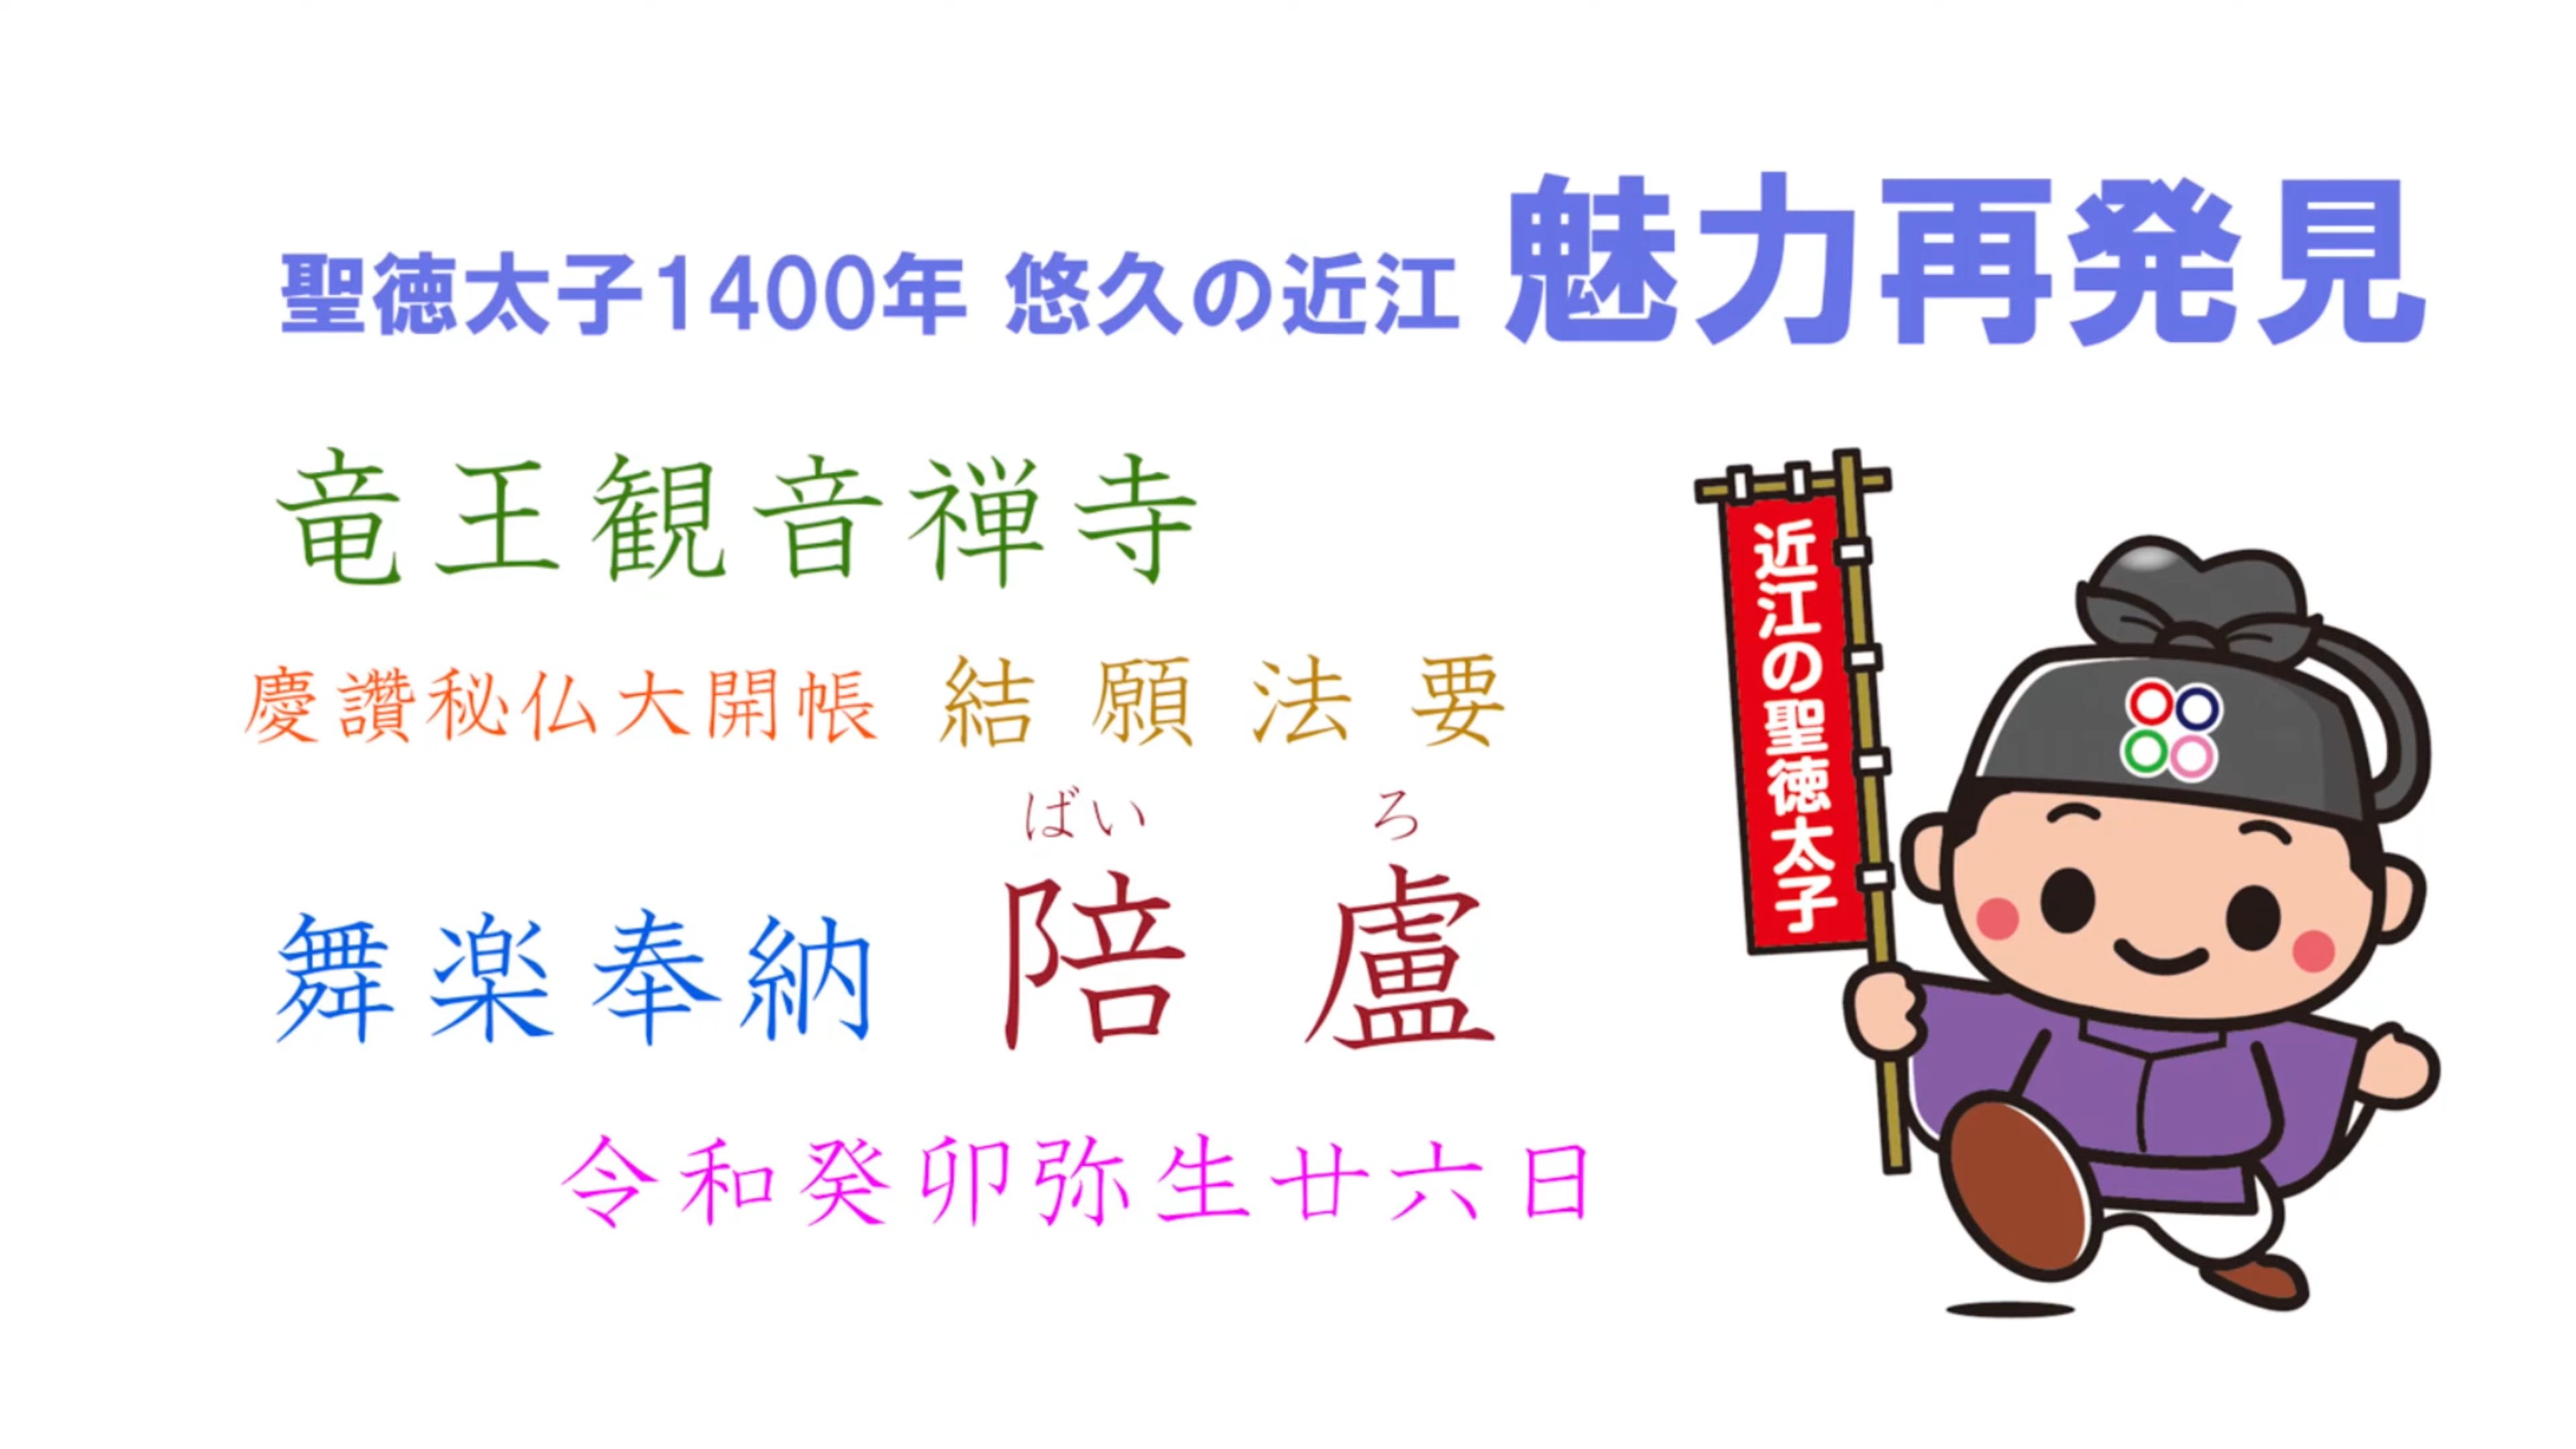 聖徳太子1400年 悠久の近江 魅力再発見
竜王観音禅寺
慶讃秘仏大開帳 結願法要
ばい ろ
舞楽奉納 陪盧
令和癸卯弥生廿六日
近江の聖徳太子